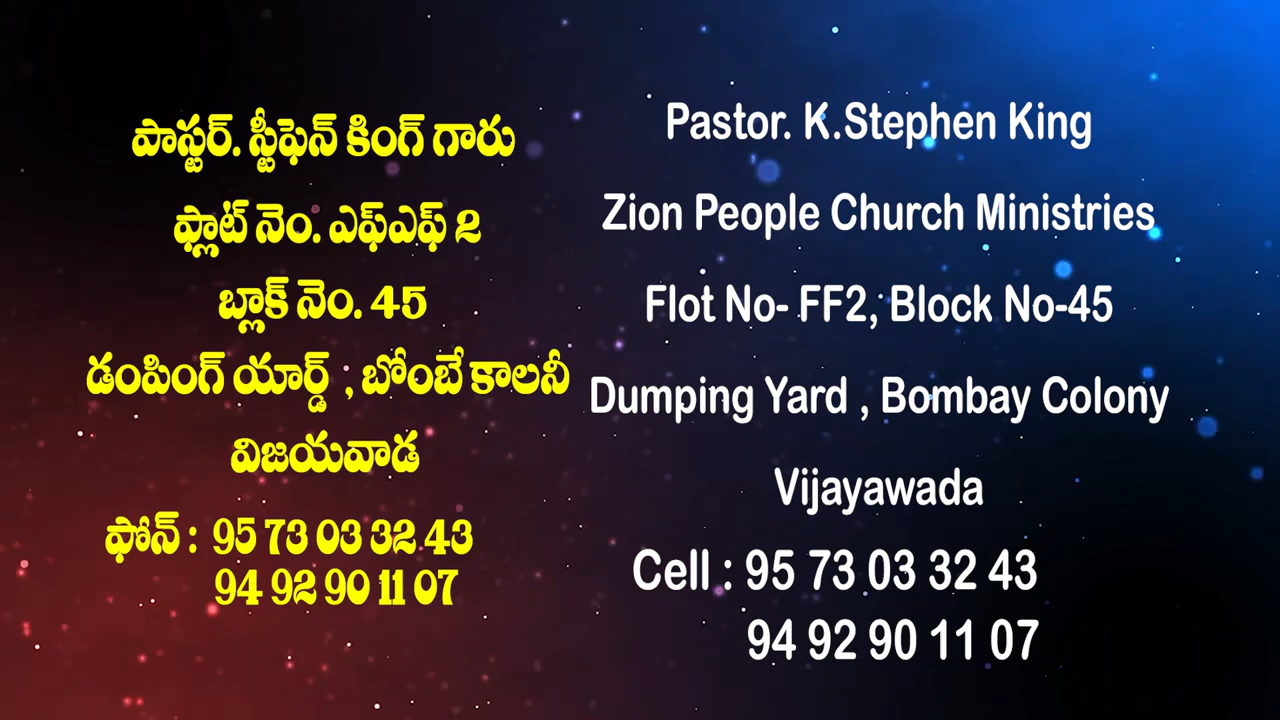 పాస్టర్. స్టీఫెన్ కింగ్ గారు
ఫ్లాట్ నెం. ఎఫ్ఎఫ్ 2
బ్లాక్ నెం. 45
డంపింగ్ యార్డ్ , బోంబే కాలనీ
విజయవాడ
ఫోన్ : 95 73 03 32 43
94 92 90 11 07
Pastor. K.Stephen King
Zion People Church Ministries
Flot No- FF2, Block No-45
Dumping Yard , Bombay Colony
Vijayawada
Cell : 95 73 03 32 43
94 92 90 11 07